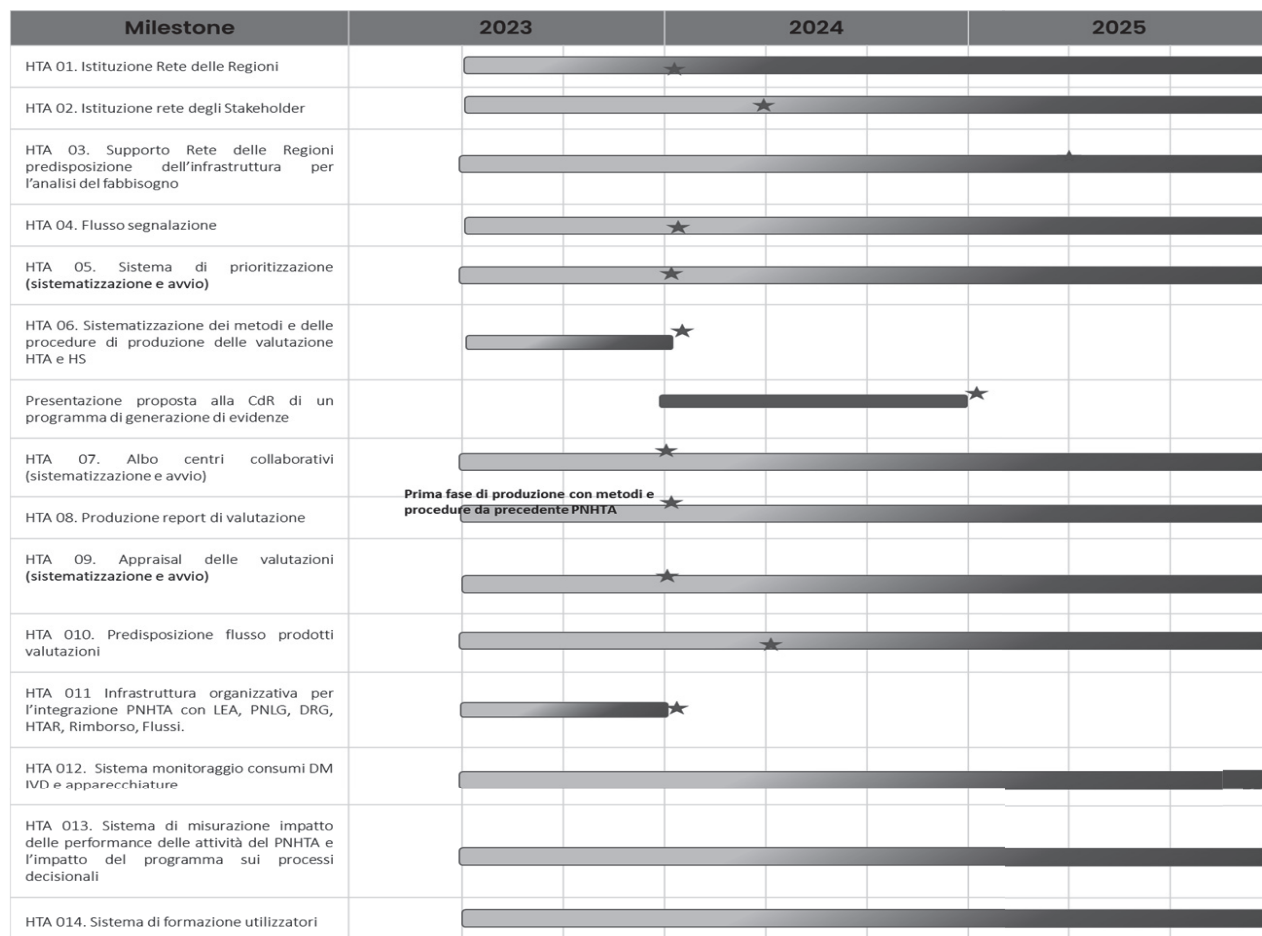 Milestone 2023 2024 2025
HTA 01. Istituzione Rete delle Regioni
HTA 02. Istituzione rete degli Stakeholder
HTA 03. Supporto Rete delle Regioni
predisposizione dell’infrastruttura per
l’analisi del fabbisogno
HTA 04. Flusso segnalazione
HTA 05. Sistema di prioritizzazione
(sistematizzazione e avvio)
HTA 06. Sistematizzazione dei metodi e delle
procedure di produzione delle valutazione
HTA e HS
Presentazione proposta alla CdR di un
programma di generazione di evidenze
HTA 07. Albo centri collaborativi
(sistematizzazione e avvio)
Prima fase di produzione con metodi e
procedure da precedente PNHTA
HTA 08. Produzione report di valutazione
HTA 09. Appraisal delle valutazioni
(sistematizzazione e avvio)
HTA 010. Predisposizione flusso prodotti
valutazioni
HTA 011 Infrastruttura organizzativa per
l’integrazione PNHTA con LEA, PNLG, DRG,
HTAR, Rimborso, Flussi.
HTA 012. Sistema monitoraggio consumi DM
IVD e apparecchiature
HTA 013. Sistema di misurazione impatto
delle performance delle attività del PNHTA e
l’impatto del programma sui processi
decisionali
HTA 014. Sistema di formazione utilizzatori